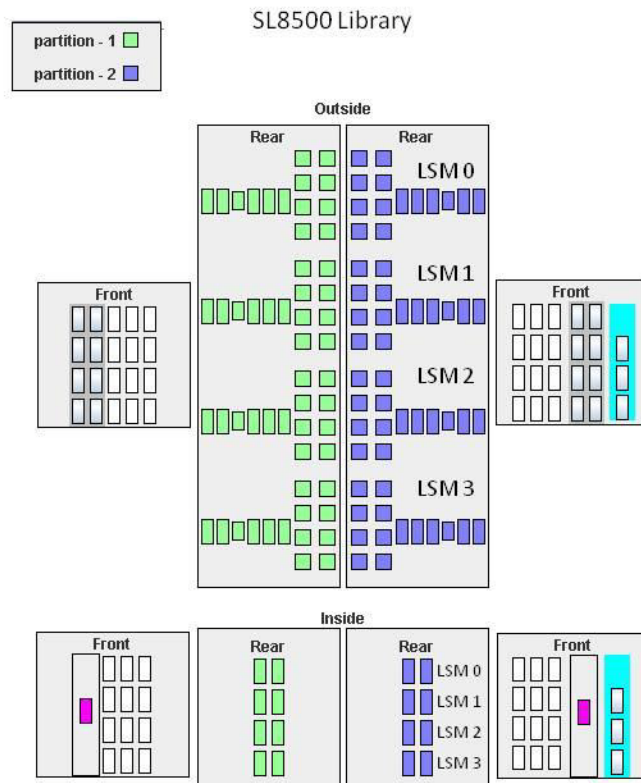 SL8500 Library
partition - 1
partition - 2
Outside
Rear
Rear
LSM 0
LSM 1
Front
Front
LSM 2
LSM 3
Inside
Front
Rear
Rear
Front
LSM 0
LSM 1
LSM 2
LSM 3